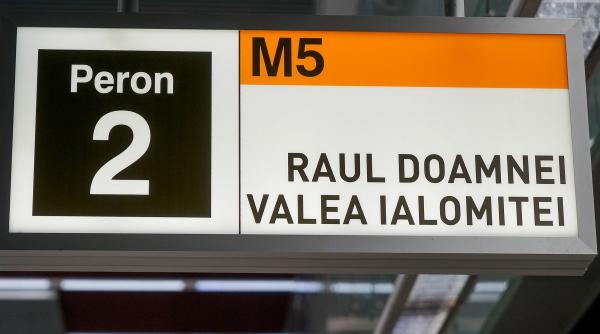 Peron
2
M5
RAUL DOAMNEI
VALEA IALOMITEI